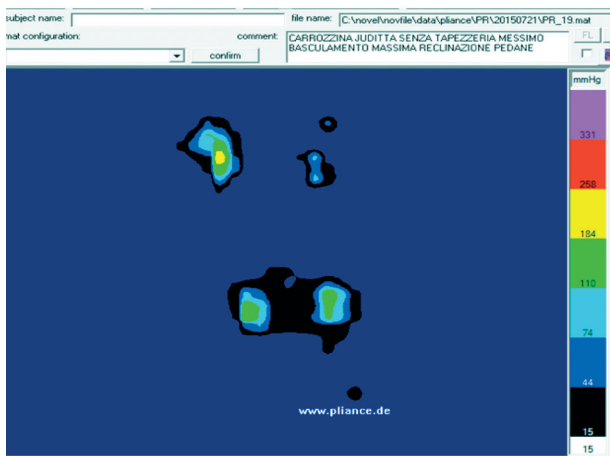 subject name:
file name: C:\novel\novfile\data\pliance\PR\20150721\PR_19.mat
mat configuration:
comment: CARROZZINA JUDITTA SENZA TAPEZZERIA MESSIMO
BASCULAMENTO MASSIMA RECLINAZIONE PEDANE
FL
confirm
mmHg
331
258
184
110
74
44
15
15
www.pliance.de